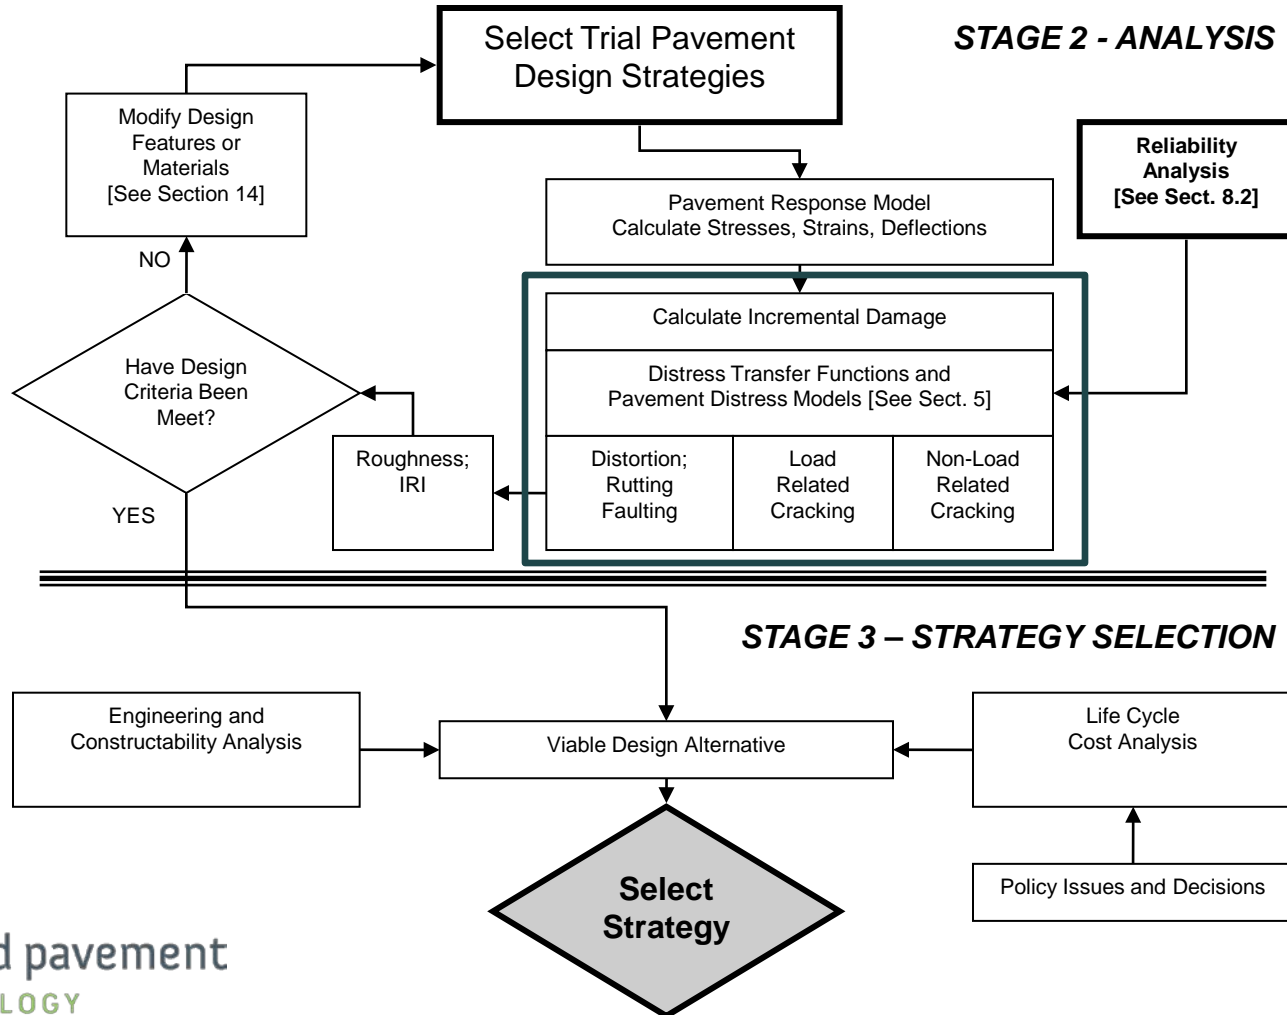 Select Trial Pavement
Design Strategies
STAGE 2 - ANALYSIS
Modify Design
Features or
Materials
[See Section 14]
Reliability
Analysis
[See Sect. 8.2]
Pavement Response Model
Calculate Stresses, Strains, Deflections
NO
Calculate Incremental Damage
Have Design
Criteria Been
Meet?
Distress Transfer Functions and
Pavement Distress Models [See Sect. 5]
Roughness;
IRI
Distortion;
Rutting
Faulting
Load
Related
Cracking
Non-Load
Related
Cracking
YES
STAGE 3 – STRATEGY SELECTION
Engineering and
Constructability Analysis
Viable Design Alternative
Life Cycle
Cost Analysis
Select
Strategy
Policy Issues and Decisions
d pavement
LOGY